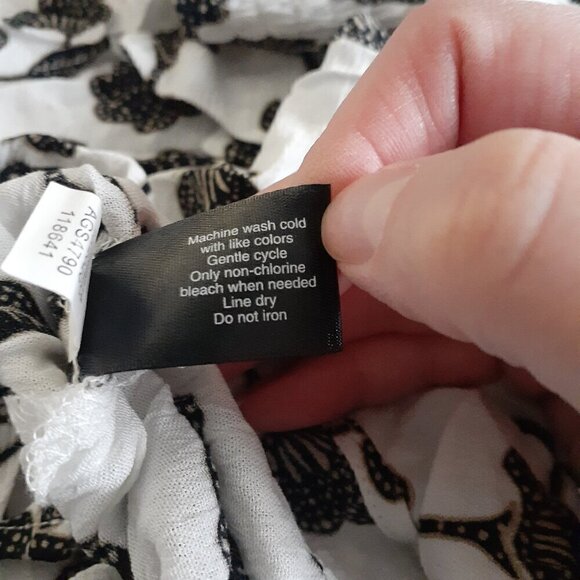 Machine wash cold
with like colors
Gentle cycle
Only non-chlorine
bleach when needed
Line dry
Do not iron
AGS4790
118641